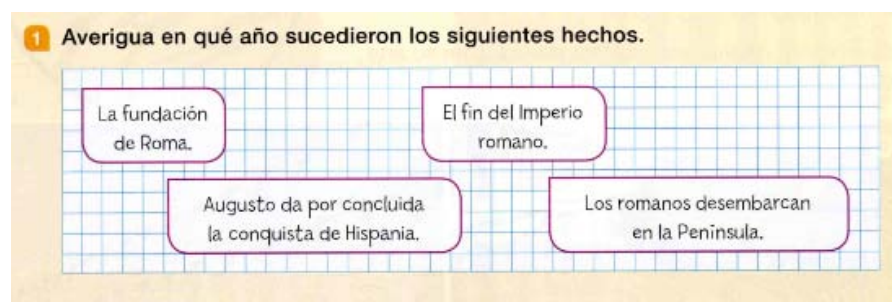 1 Averigua en qué año sucedieron los siguientes hechos.
La fundación
de Roma.
El fin del Imperio
romano.
Augusto da por concluida
la conquista de Hispania.
Los romanos desembarcan
en la Península.